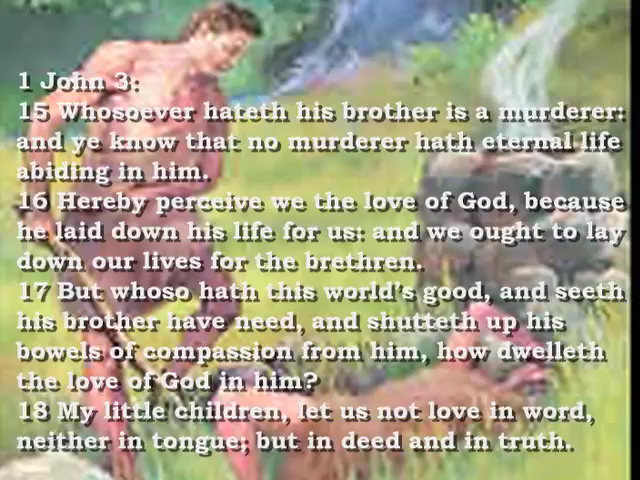 1 John 3:
15 Whosoever hateth his brother is a murderer:
and ye know that no murderer hath eternal life
abiding in him.
16 Hereby perceive we the love of God, because
he laid down his life for us: and we ought to lay
down our lives for the brethren.
17 But whoso hath this world's good, and seeth
his brother have need, and shutteth up his
bowels of compassion from him, how dwelleth
the love of God in him?
18 My little children, let us not love in word,
neither in tongue; but in deed and in truth.